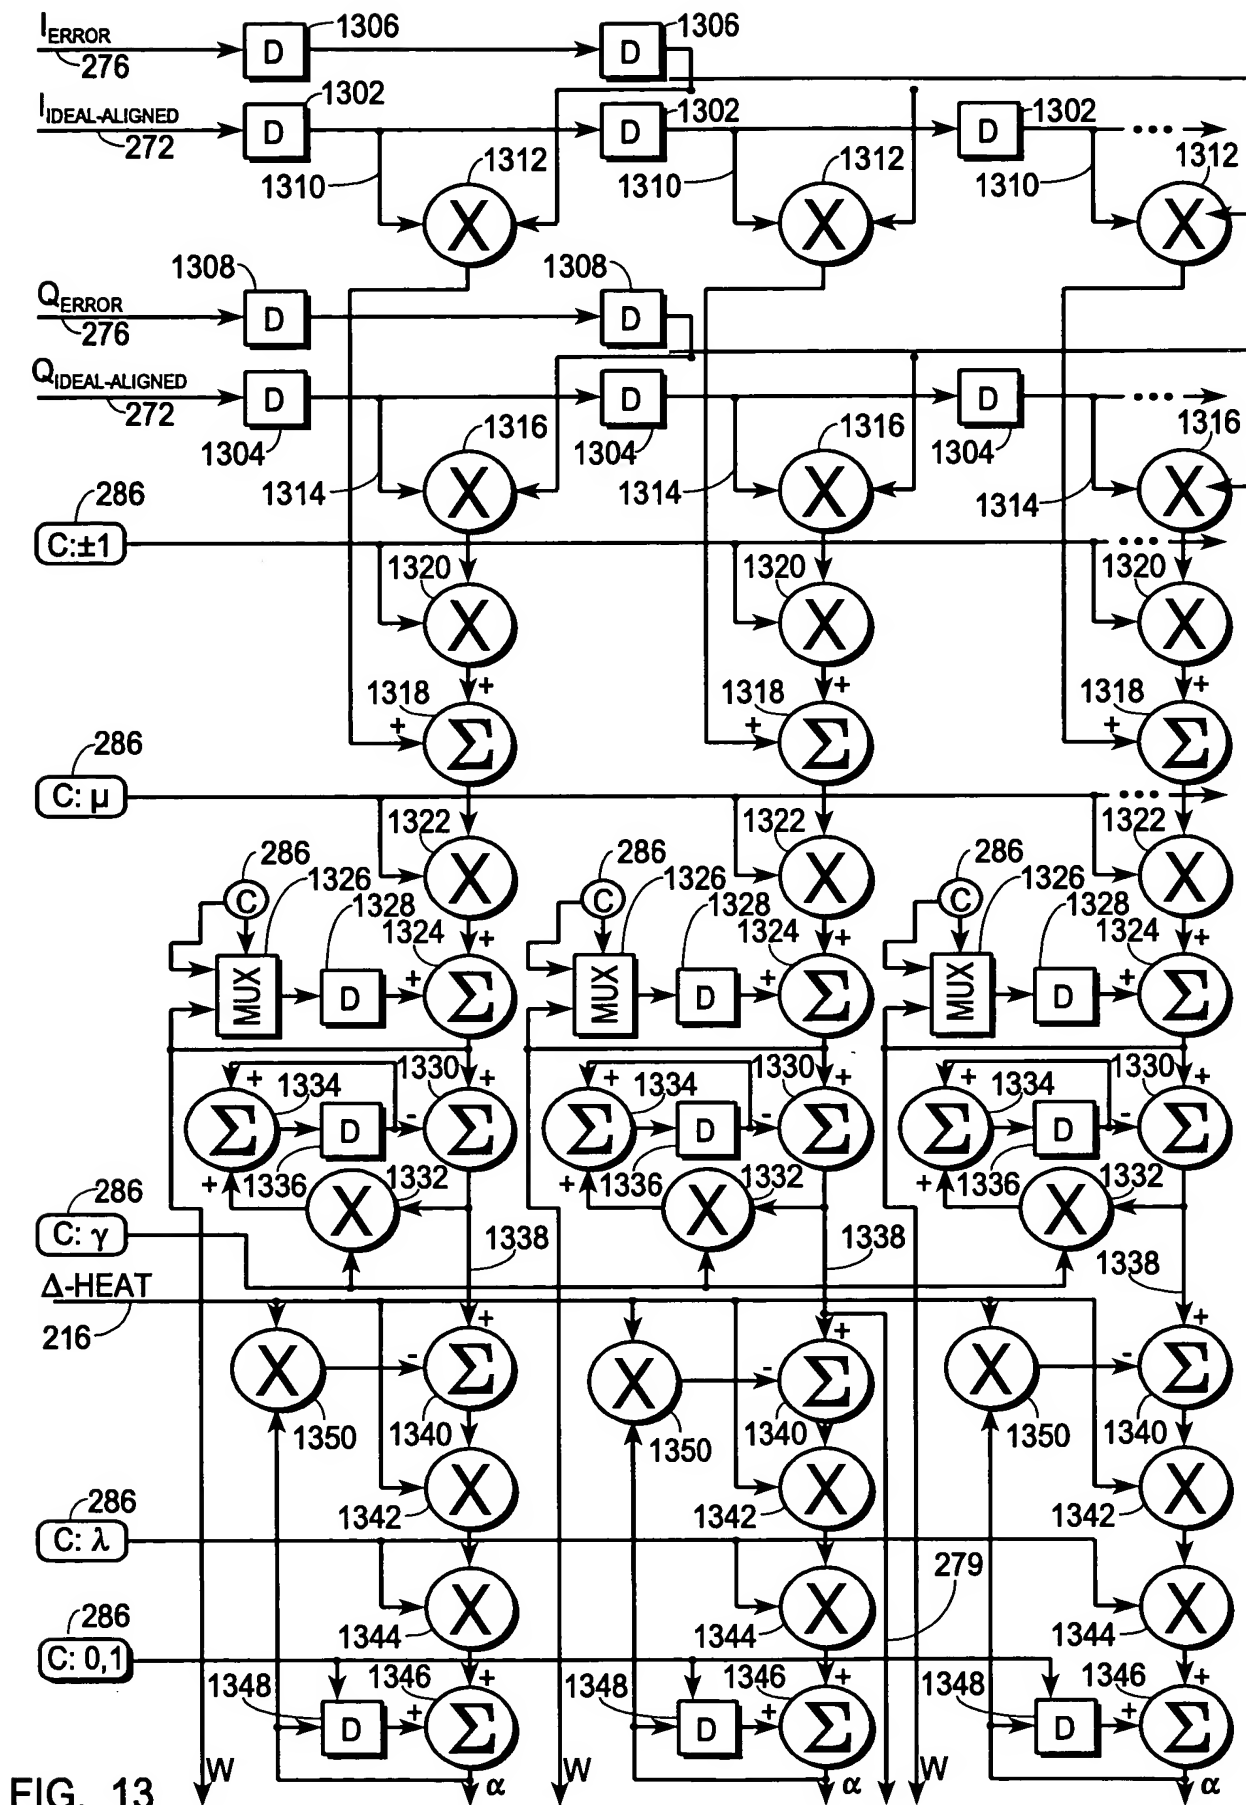 I_ERROR 1306 1306
276 D D
I_IDEAL-ALIGNED 1302 1302 1302
272 D D D ...
1310 1312 1310 1312 1310 1312
X X X
1308 1308
Q_ERROR D D
276
Q_IDEAL-ALIGNED
272 D D D ...
1304 1316 1304 1316 1304 1316
1314 X 1314 X 1314 X
286
C:±1 ...
1320 1320 1320
X X X
1318 + 1318 + 1318 +
+ Σ + Σ + Σ
286
C: μ ...
1322 1322 1322
286 X 286 X 286 X
C 1326 C 1326 C 1326
1328 1328 1328
1324 + 1324 + 1324 +
MUX D + Σ MUX D + Σ MUX D + Σ
1330 + 1330 + 1330 +
+ 1334 + 1334 + 1334
Σ D - Σ Σ D - Σ Σ D - Σ
1336 1332 1336 1332 1336 1332
+ X + X + X
286
C: γ
1338 1338 1338
Δ-HEAT
216
+ + +
X - Σ X - Σ X - Σ
1350 1340 1350 1340 1350 1340
X X X
1342 1342 1342
286
C: λ
279
X X X
1344 1344 1344
286
C: 0,1
1348 1346 + 1348 1346 + 1348 1346 +
D + Σ D + Σ D + Σ
W α W α W α
FIG. 13